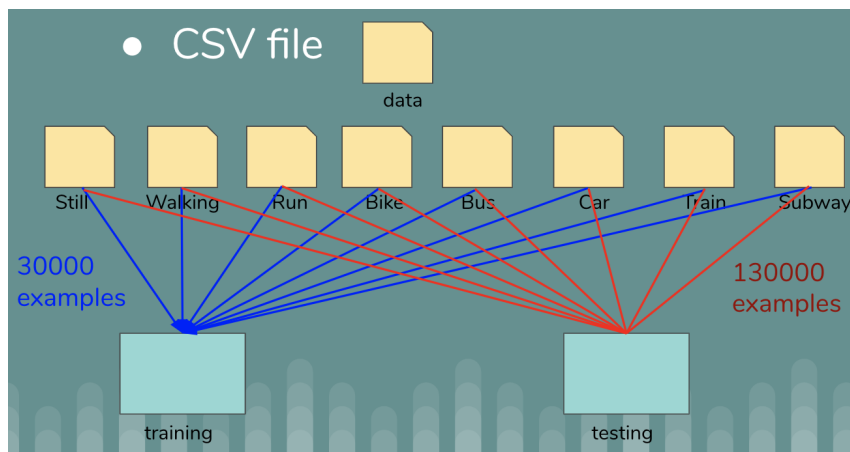 • CSV file
data
Still Walking Run Bike Bus Car Train Subway
30000
examples
130000
examples
training
testing